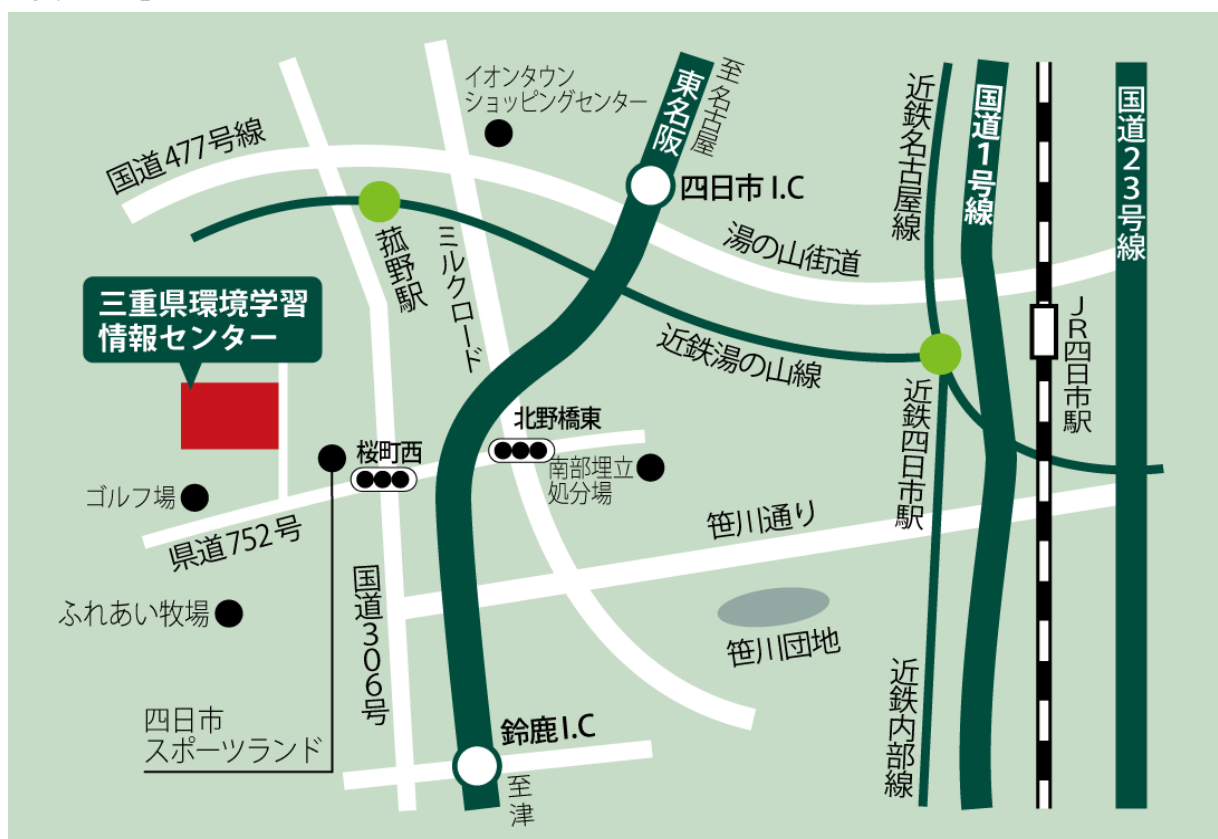 イオンタウン
ショッピングセンター
至名古屋
東名阪
近鉄名古屋線
国道1号線
国道23号線
国道477号線
四日市 I.C
湯の山街道
菰野駅
ミルクロード
三重県環境学習
情報センター
近鉄湯の山線
JR四日市駅
近鉄四日市駅
北野橋東
桜町西
南部埋立
処分場
ゴルフ場
県道752号
笹川通り
国道306号
ふれあい牧場
笹川団地
近鉄内部線
四日市
スポーツランド
鈴鹿I.C
至津